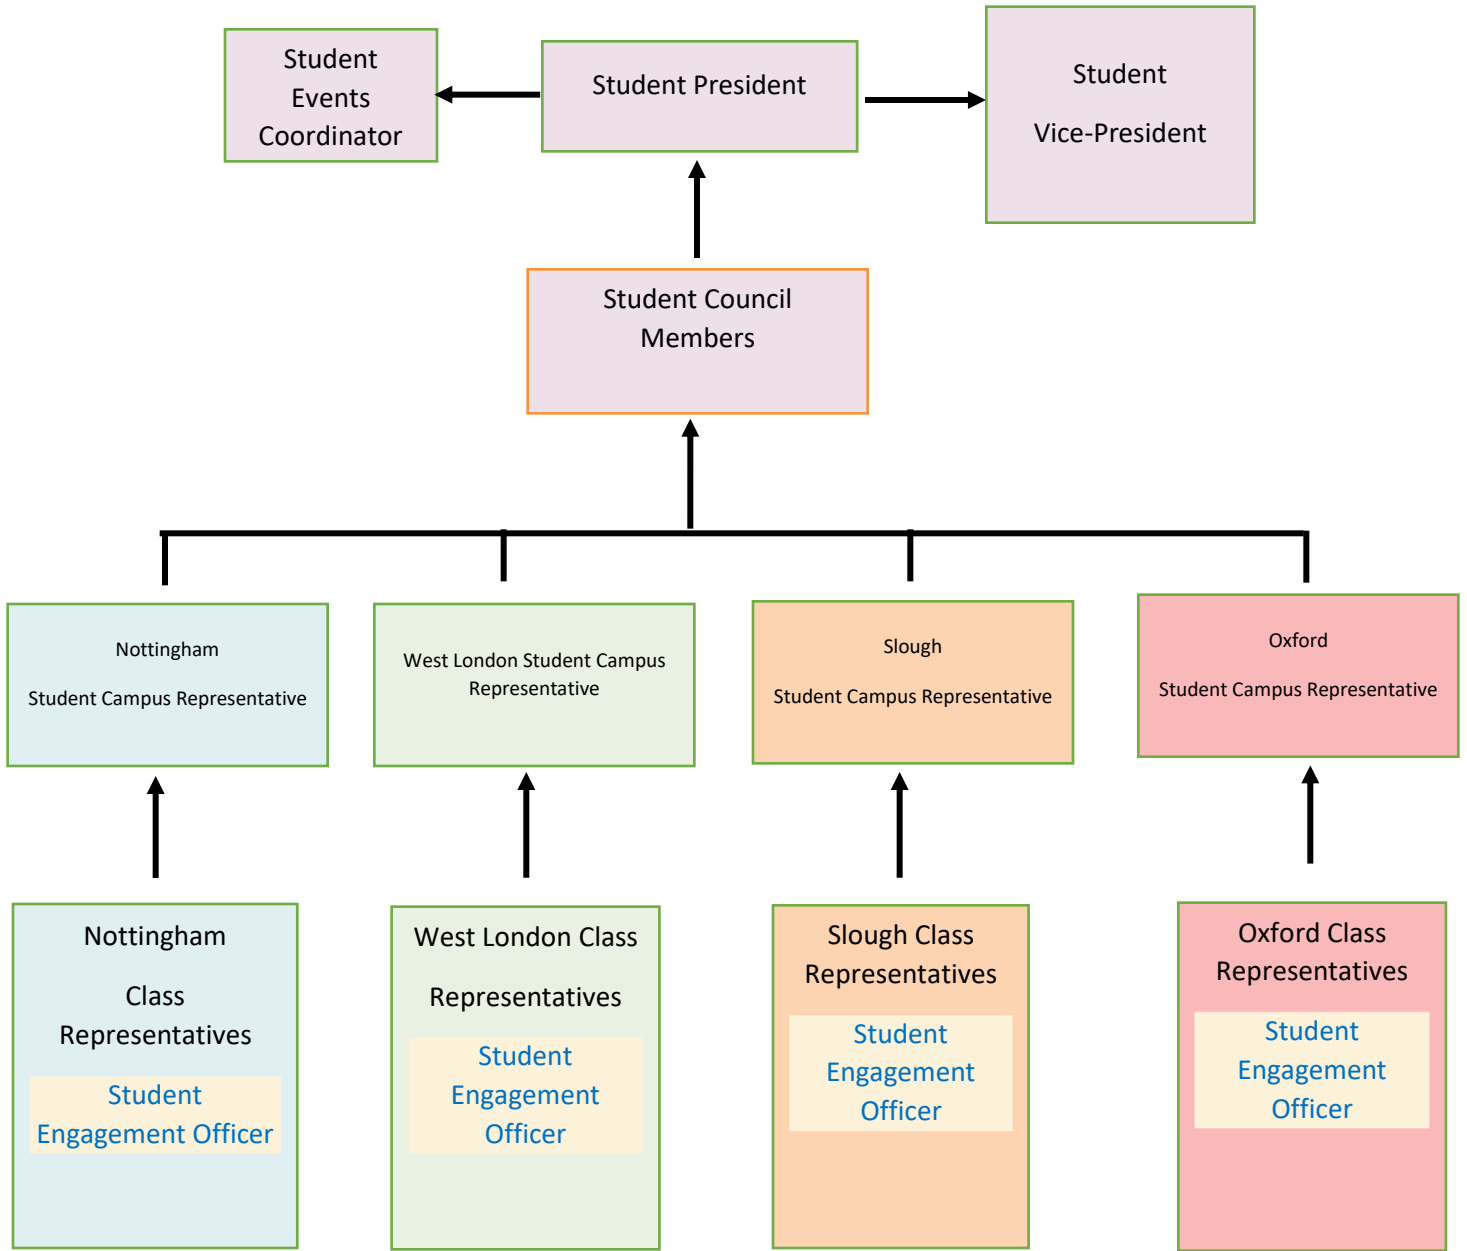 Student
Events
Coordinator
Student President
Student
Vice-President
Student Council
Members
Nottingham
Student Campus Representative
West London Student Campus
Representative
Slough
Student Campus Representative
Oxford
Student Campus Representative
Nottingham
Class
Representatives
Student
Engagement Officer
West London Class
Representatives
Student
Engagement
Officer
Slough Class
Representatives
Student
Engagement
Officer
Oxford Class
Representatives
Student
Engagement
Officer